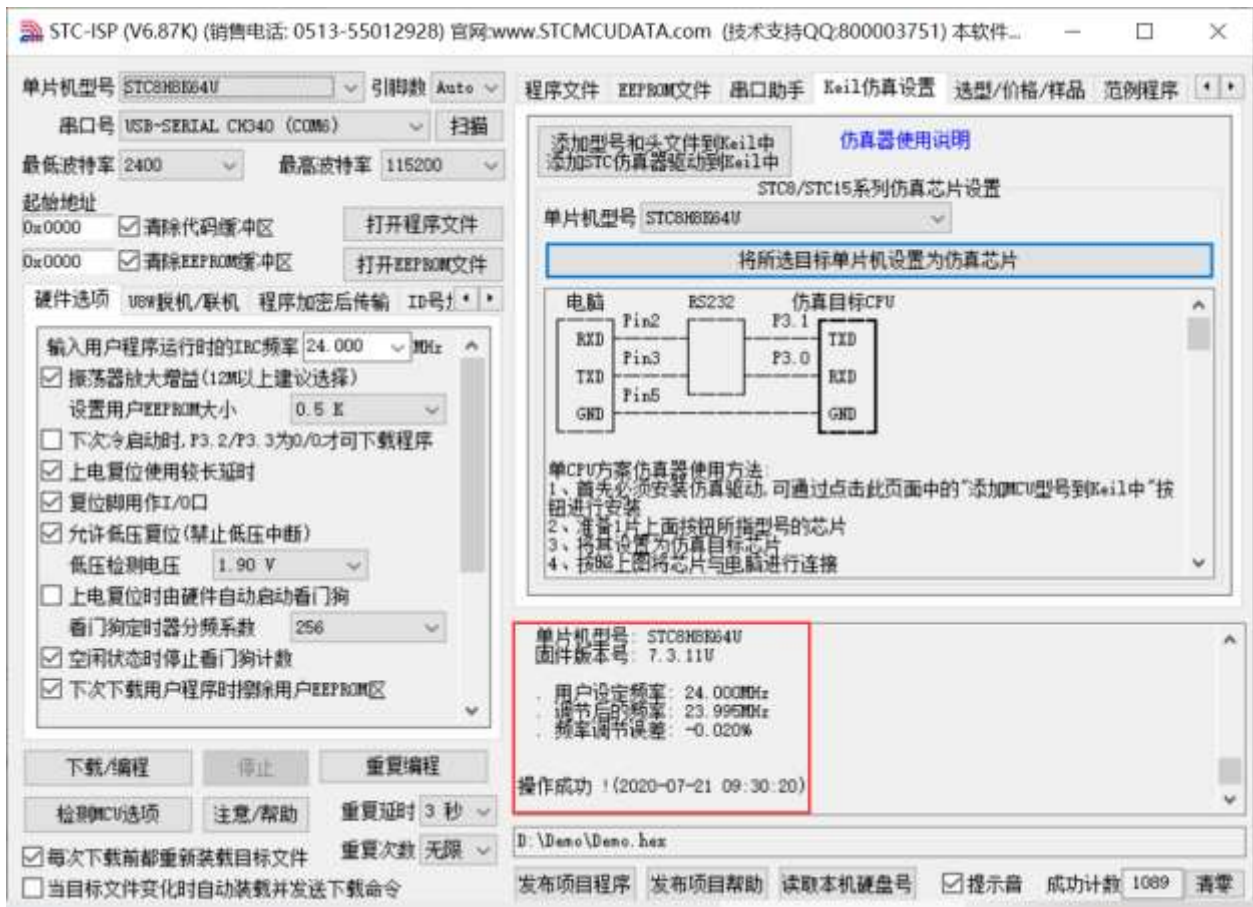 STC-ISP (V6.87K) (销售电话: 0513-55012928) 官网:www.STCMCUDATA.com (技术支持QQ:800003751) 本软件...
单片机型号 STC8H8K64U 引脚数 Auto
串口号 USB-SERIAL CH340 (COM6) 扫描
最低波特率 2400 最高波特率 115200
起始地址
0x0000 清除代码缓冲区 打开程序文件
0x0000 清除EEPROM缓冲区 打开EEPROM文件
硬件选项 U8W脱机/联机 程序加密后传输 ID号
输入用户程序运行时的IRC频率 24.000 MHz
振荡器放大增益(12M以上建议选择)
设置用户EEPROM大小 0.5 K
下次冷启动时,P3.2/P3.3为0/0才可下载程序
上电复位使用较长延时
复位脚用作I/O口
允许低压复位(禁止低压中断)
低压检测电压 1.90 V
上电复位时由硬件自动启动看门狗
看门狗定时器分频系数 256
空闲状态时停止看门狗计数
下次下载用户程序时擦除用户EEPROM区
下载/编程 停止 重复编程
检测MCU选项 注意/帮助 重复延时 3 秒
每次下载前都重新装载目标文件 重复次数 无限
当目标文件变化时自动装载并发送下载命令
程序文件 EEPROM文件 串口助手 Keil仿真设置 选型/价格/样品 范例程序
添加型号和头文件到Keil中
添加STC仿真器驱动到Keil中
仿真器使用说明
STC8/STC15系列仿真芯片设置
单片机型号 STC8H8K64U
将所选目标单片机设置为仿真芯片
电脑 RS232 仿真目标CPU
RXD Pin2 P3.1 TXD
TXD Pin3 P3.0 RXD
GND Pin5 GND
单CPU方案仿真器使用方法:
1、首先必须安装仿真驱动,可通过点击此页面中的"添加MCU型号到Keil中"按
钮进行安装
2、准备1片上面按钮所指型号的芯片
3、将其设置为仿真目标芯片
4、按照上图将芯片与电脑进行连接
单片机型号: STC8H8K64U
固件版本号: 7.3.11U
. 用户设定频率: 24.000MHz
. 调节后的频率: 23.995MHz
. 频率调节误差: -0.020%
操作成功 !(2020-07-21 09:30:20)
D:\Demo\Demo.hex
发布项目程序 发布项目帮助 读取本机硬盘号 提示音 成功计数 1089 清零